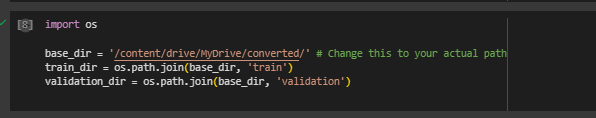 [8] import os
base_dir = '/content/drive/MyDrive/converted/' # Change this to your actual path
train_dir = os.path.join(base_dir, 'train')
validation_dir = os.path.join(base_dir, 'validation')